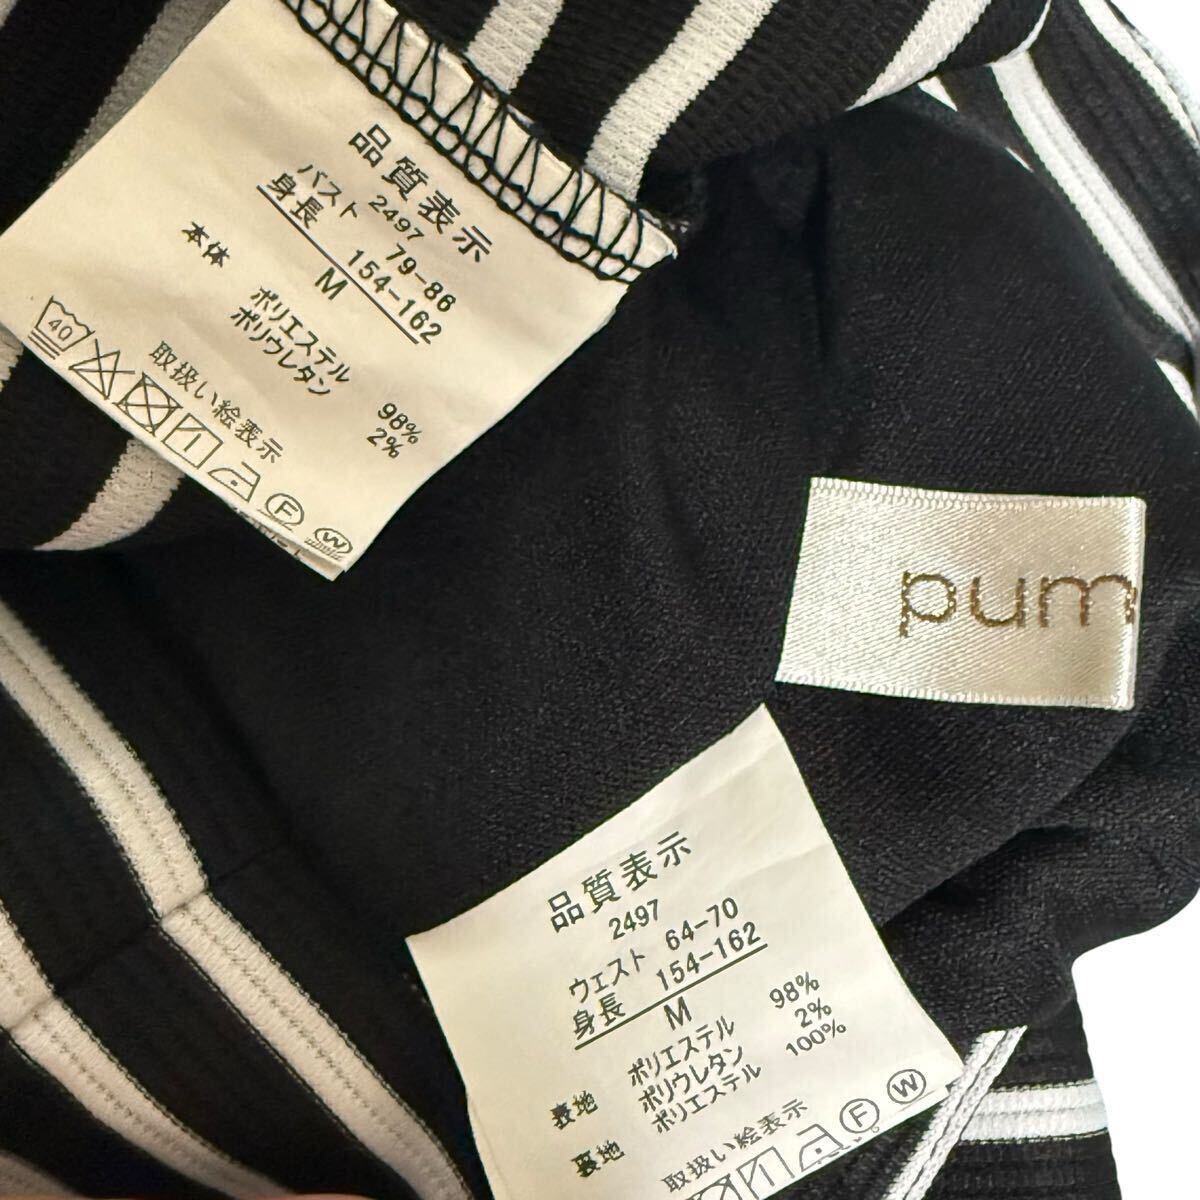 品質表示
2497
バスト 79-86
身長 154-162
M
本体
ポリエステル 98%
ポリウレタン 2%
取扱い絵表示
40
F
W
pum
品質表示
2497
ウェスト 64-70
身長 154-162
M
表地 ポリエステル 98%
ポリウレタン 2%
裏地 ポリエステル 100%
取扱い絵表示
F
W